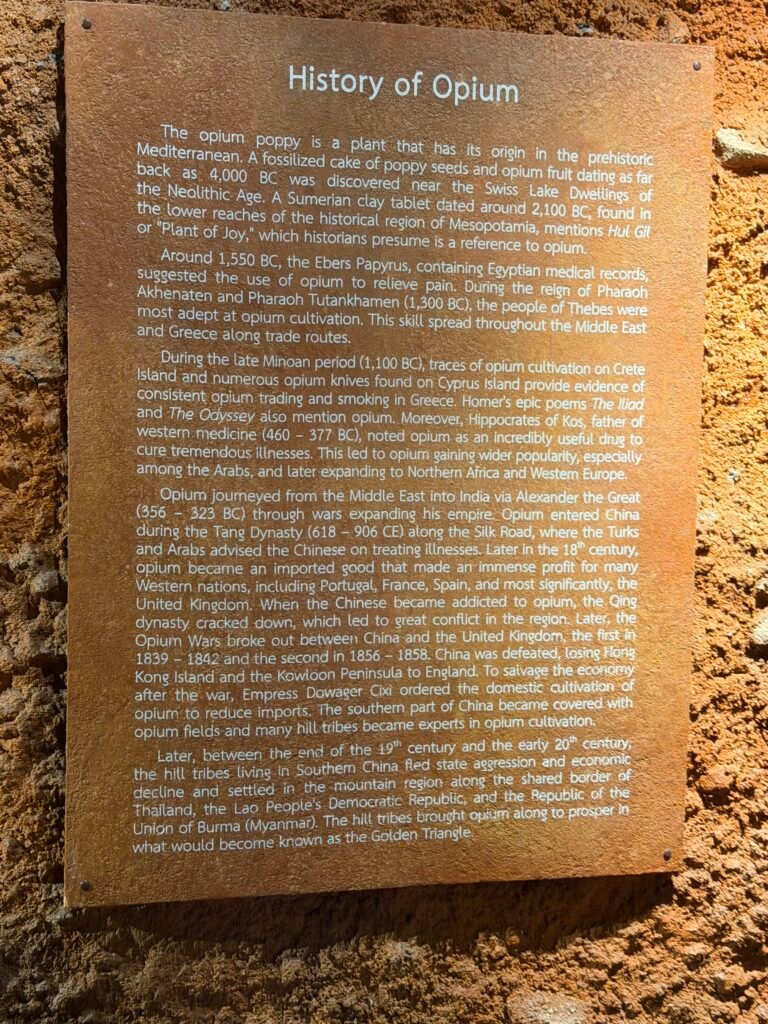 History of Opium
The opium poppy is a plant that has its origin in the prehistoric
Mediterranean. A fossilized cake of poppy seeds and opium fruit dating as far
back as 4,000 BC was discovered near the Swiss Lake Dwellings of
the Neolithic Age. A Sumerian clay tablet dated around 2,100 BC, found in
the lower reaches of the historical region of Mesopotamia, mentions Hul Gil
or "Plant of Joy," which historians presume is a reference to opium.
Around 1,550 BC, the Ebers Papyrus, containing Egyptian medical records,
suggested the use of opium to relieve pain. During the reign of Pharaoh
Akhenaten and Pharaoh Tutankhamen (1,300 BC), the people of Thebes were
most adept at opium cultivation. This skill spread throughout the Middle East
and Greece along trade routes.
During the late Minoan period (1,100 BC), traces of opium cultivation on Crete
Island and numerous opium knives found on Cyprus Island provide evidence of
consistent opium trading and smoking in Greece. Homer's epic poems The Iliad
and The Odyssey also mention opium. Moreover, Hippocrates of Kos, father of
western medicine (460 – 377 BC), noted opium as an incredibly useful drug to
cure tremendous illnesses. This led to opium gaining wider popularity, especially
among the Arabs, and later expanding to Northern Africa and Western Europe.
Opium journeyed from the Middle East into India via Alexander the Great
(356 – 323 BC) through wars expanding his empire. Opium entered China
during the Tang Dynasty (618 – 906 CE) along the Silk Road, where the Turks
and Arabs advised the Chinese on treating illnesses. Later in the 18th century,
opium became an imported good that made an immense profit for many
Western nations, including Portugal, France, Spain, and most significantly, the
United Kingdom. When the Chinese became addicted to opium, the Qing
dynasty cracked down, which led to great conflict in the region. Later, the
Opium Wars broke out between China and the United Kingdom, the first in
1839 – 1842 and the second in 1856 – 1858. China was defeated, losing Hong
Kong Island and the Kowloon Peninsula to England. To salvage the economy
after the war, Empress Dowager Cixi ordered the domestic cultivation of
opium to reduce imports. The southern part of China became covered with
opium fields and many hill tribes became experts in opium cultivation.
Later, between the end of the 19th century and the early 20th century,
the hill tribes living in Southern China fled state aggression and economic
decline and settled in the mountain region along the shared border of
Thailand, the Lao People's Democratic Republic, and the Republic of the
Union of Burma (Myanmar). The hill tribes brought opium along to prosper in
what would become known as the Golden Triangle.